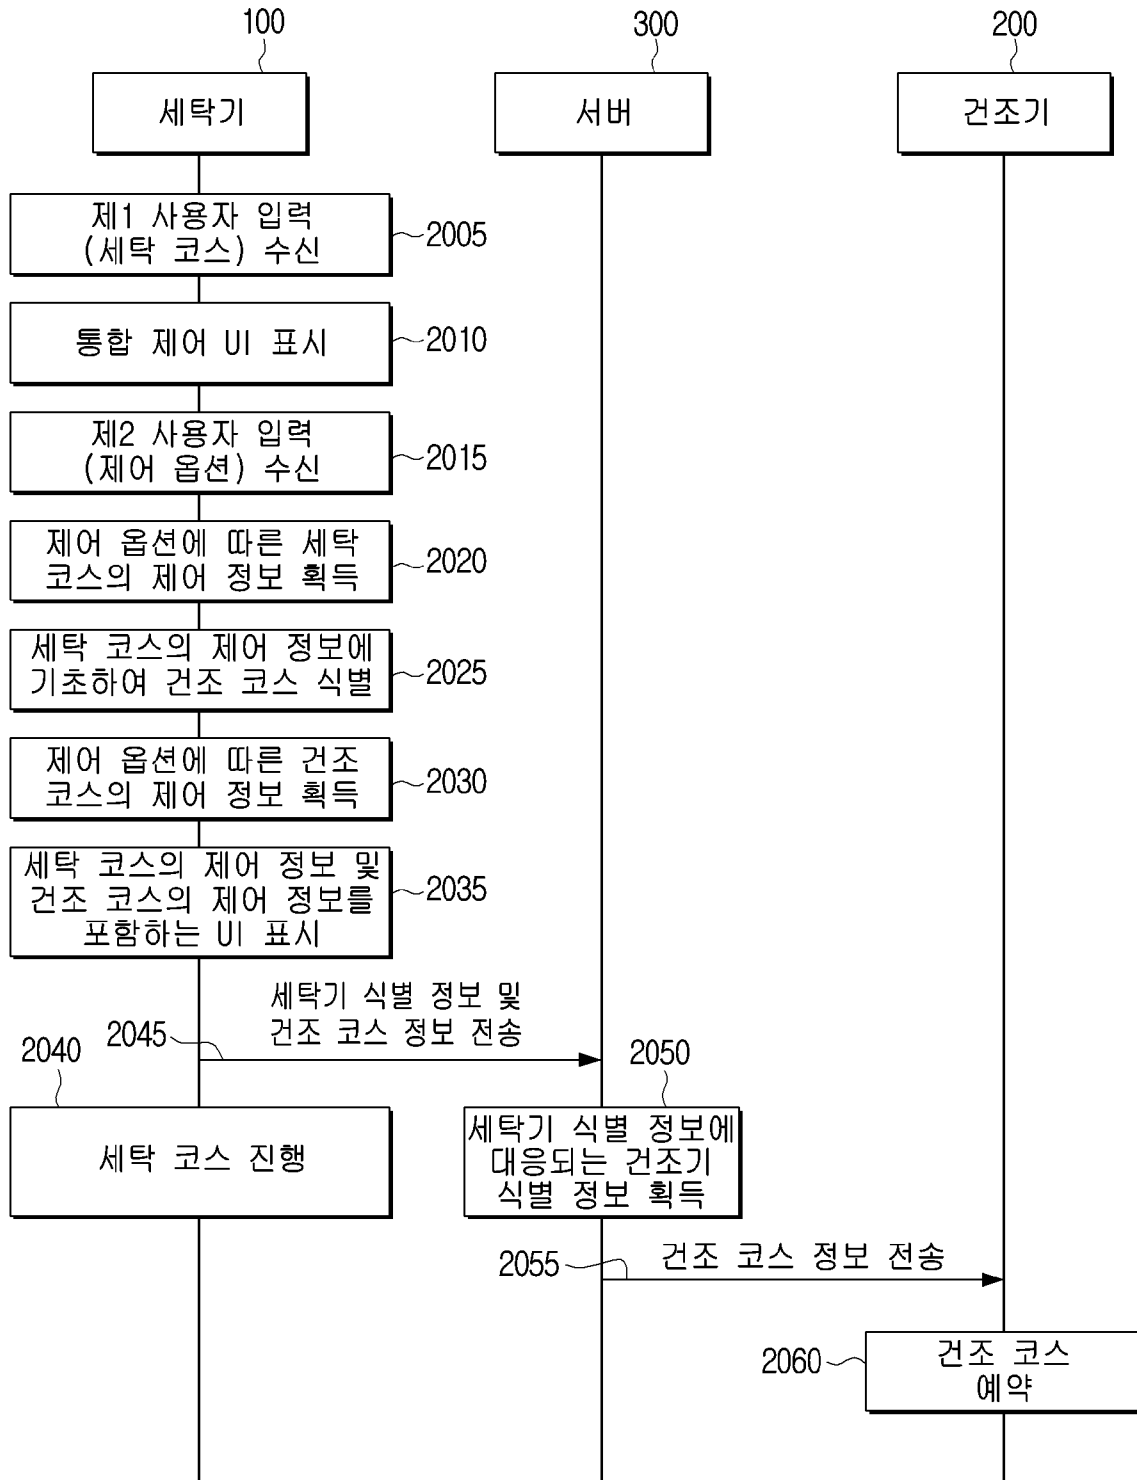 100
300
200
세탁기
서버
건조기
제1 사용자 입력
(세탁 코스) 수신
2005
통합 제어 UI 표시
2010
제2 사용자 입력
(제어 옵션) 수신
2015
제어 옵션에 따른 세탁
코스의 제어 정보 획득
2020
세탁 코스의 제어 정보에
기초하여 건조 코스 식별
2025
제어 옵션에 따른 건조
코스의 제어 정보 획득
2030
세탁 코스의 제어 정보 및
건조 코스의 제어 정보를
포함하는 UI 표시
2035
세탁기 식별 정보 및
건조 코스 정보 전송
2045
2040
세탁 코스 진행
2050
세탁기 식별 정보에
대응되는 건조기
식별 정보 획득
2055
건조 코스 정보 전송
2060
건조 코스
예약